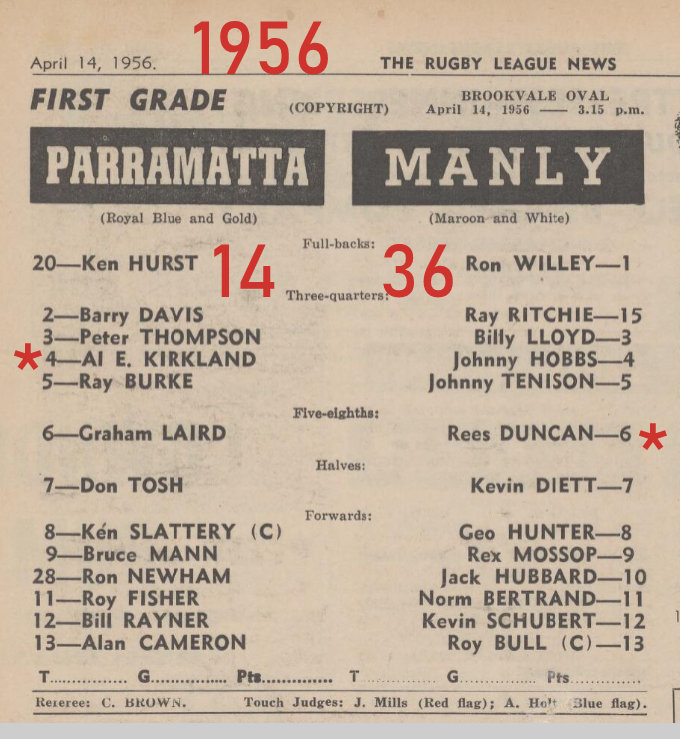 1956
April 14, 1956. THE RUGBY LEAGUE NEWS
FIRST GRADE (COPYRIGHT) BROOKVALE OVAL
April 14, 1956 — 3.15 p.m.
PARRAMATTA MANLY
(Royal Blue and Gold) (Maroon and White)
Full-backs:
20—Ken HURST 14 36 Ron WILLEY—1
Three-quarters:
2—Barry DAVIS Ray RITCHIE—15
3—Peter THOMPSON Billy LLOYD—3
*4—Al E. KIRKLAND Johnny HOBBS—4
5—Ray BURKE Johnny TENISON—5
Five-eighths:
6—Graham LAIRD Rees DUNCAN—6 *
Halves:
7—Don TOSH Kevin DIETT—7
Forwards:
8—Kén SLATTERY (C) Geo HUNTER—8
9—Bruce MANN Rex MOSSOP—9
28—Ron NEWHAM Jack HUBBARD—10
11—Roy FISHER Norm BERTRAND—11
12—Bill RAYNER Kevin SCHUBERT—12
13—Alan CAMERON Roy BULL (C)—13
T............... G............... Pts.............. T............... G............... Pts..............
Referee: C. BROWN. Touch Judges: J. Mills (Red flag); A. Holt (Blue flag).